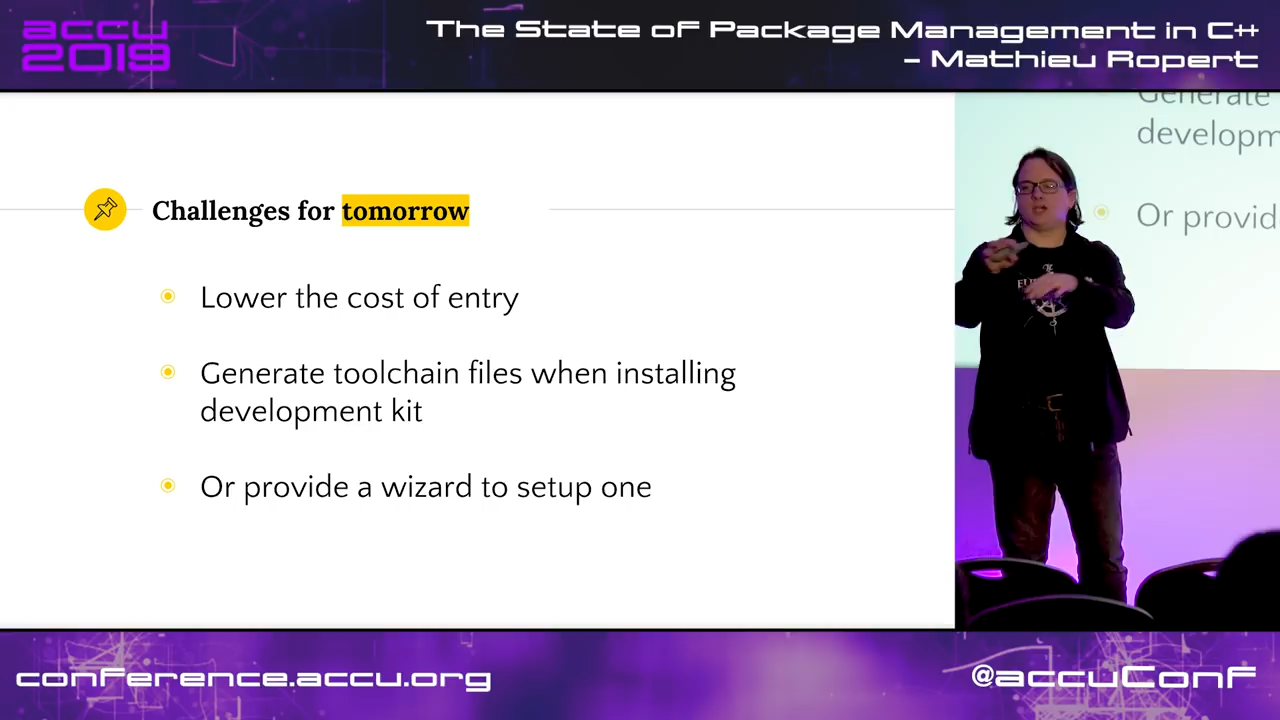 accu
2019
The State of Package Management in C++
– Mathieu Ropert
Challenges for tomorrow
Lower the cost of entry
Generate toolchain files when installing
development kit
Or provide a wizard to setup one
Generate
developm
Or provid
conference.accu.org
@accuConf